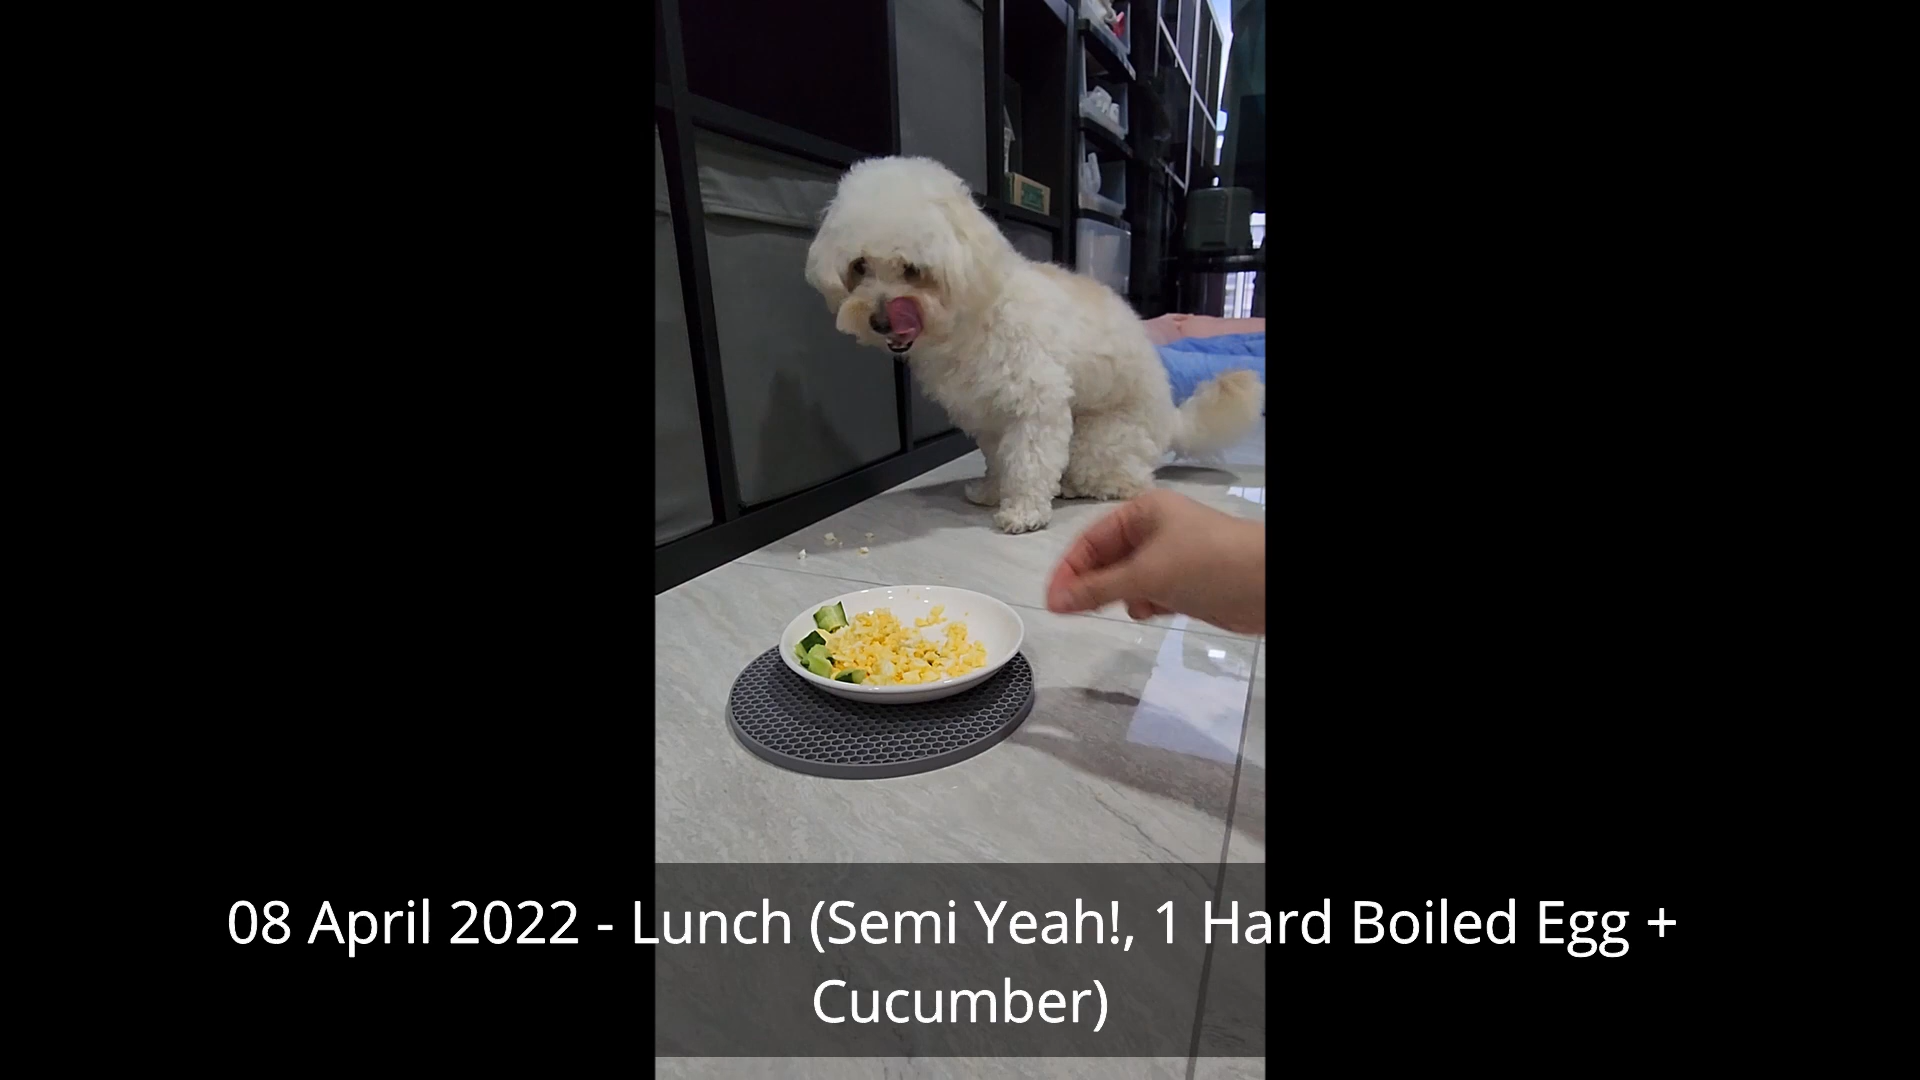 08 April 2022 - Lunch (Semi Yeah!, 1 Hard Boiled Egg +
Cucumber)